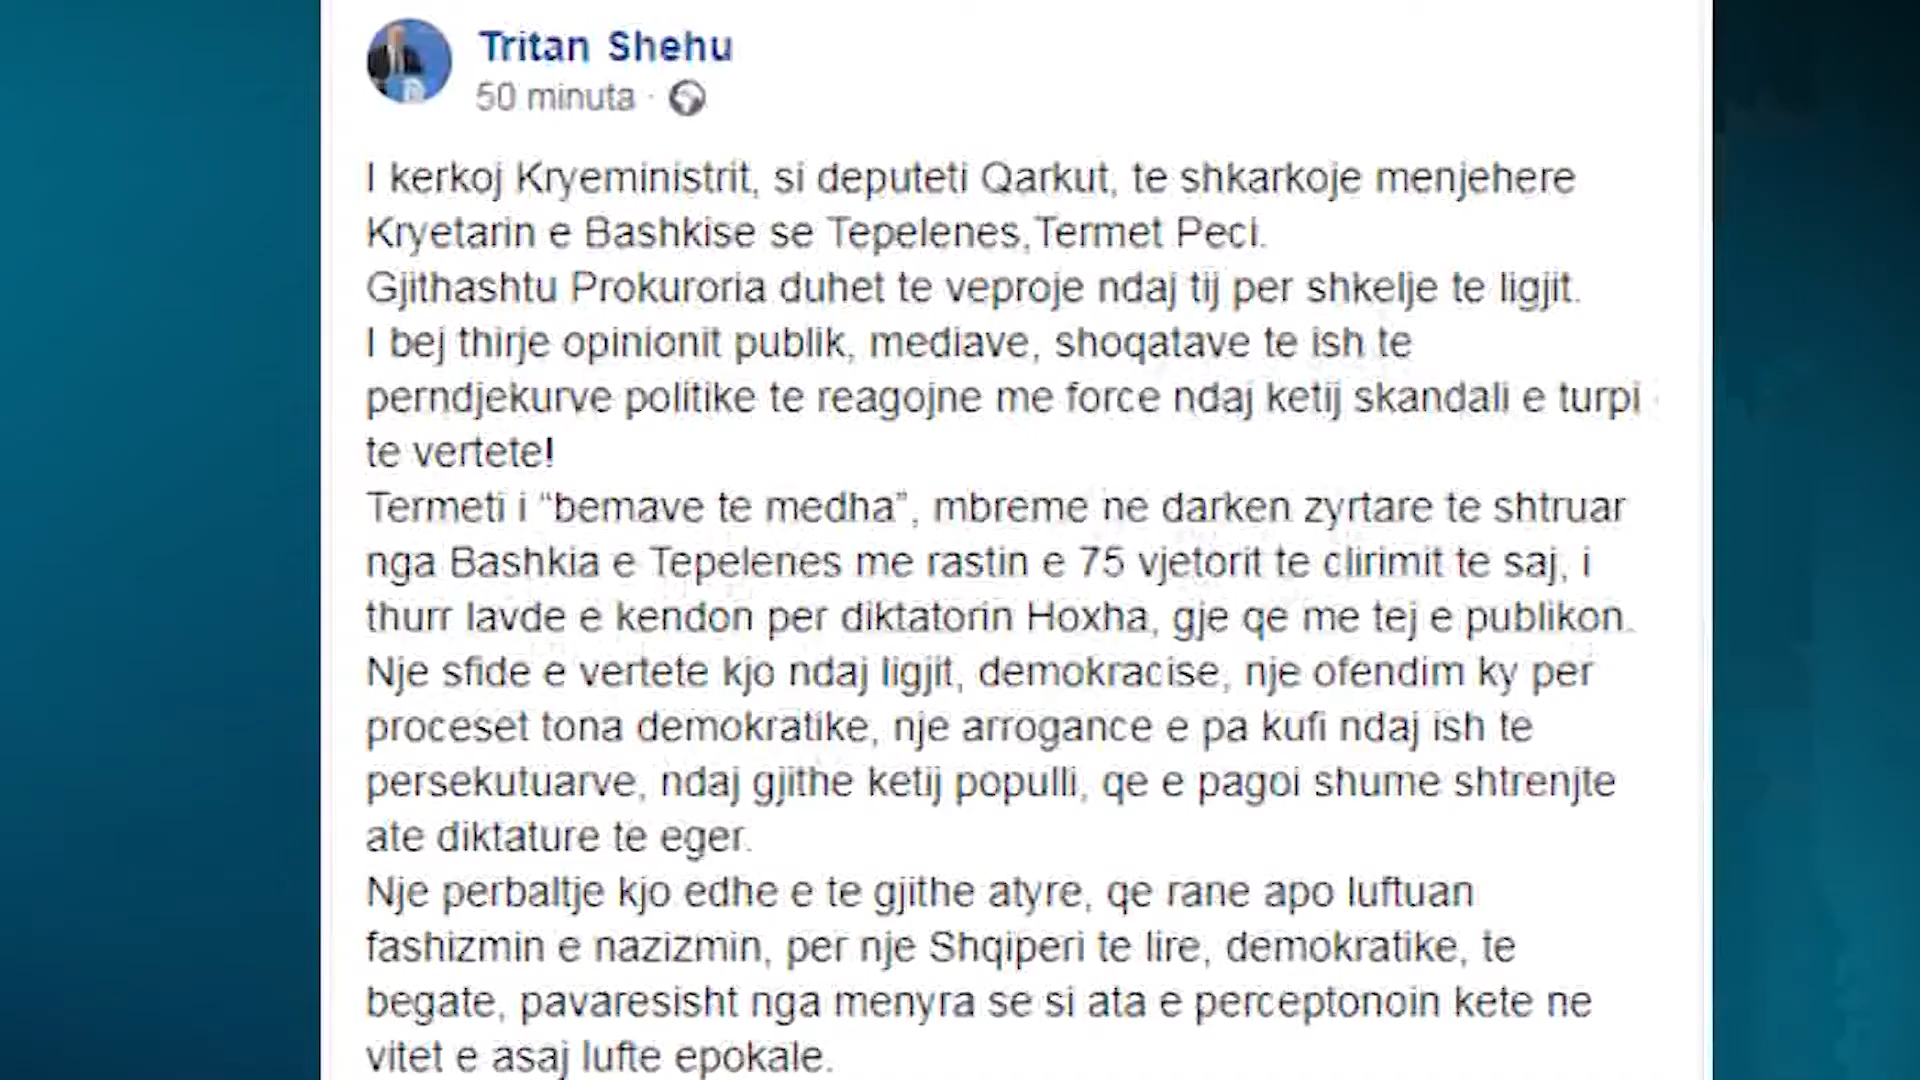 Tritan Shehu
50 minuta ·
I kerkoj Kryeministrit, si deputeti Qarkut, te shkarkoje menjehere
Kryetarin e Bashkise se Tepelenes,Termet Peci.
Gjithashtu Prokuroria duhet te veproje ndaj tij per shkelje te ligjit.
I bej thirje opinionit publik, mediave, shoqatave te ish te
perndjekurve politike te reagojne me force ndaj ketij skandali e turpi
te vertete!
Termeti i “bemave te medha”, mbreme ne darken zyrtare te shtruar
nga Bashkia e Tepelenes me rastin e 75 vjetorit te clirimit te saj, i
thurr lavde e kendon per diktatorin Hoxha, gje qe me tej e publikon.
Nje sfide e vertete kjo ndaj ligjit, demokracise, nje ofendim ky per
proceset tona demokratike, nje arrogance e pa kufi ndaj ish te
persekutuarve, ndaj gjithe ketij populli, qe e pagoi shume shtrenjte
ate diktature te eger.
Nje perbaltje kjo edhe e te gjithe atyre, qe rane apo luftuan
fashizmin e nazizmin, per nje Shqiperi te lire, demokratike, te
begate, pavaresisht nga menyra se si ata e perceptonoin kete ne
vitet e asaj lufte epokale.